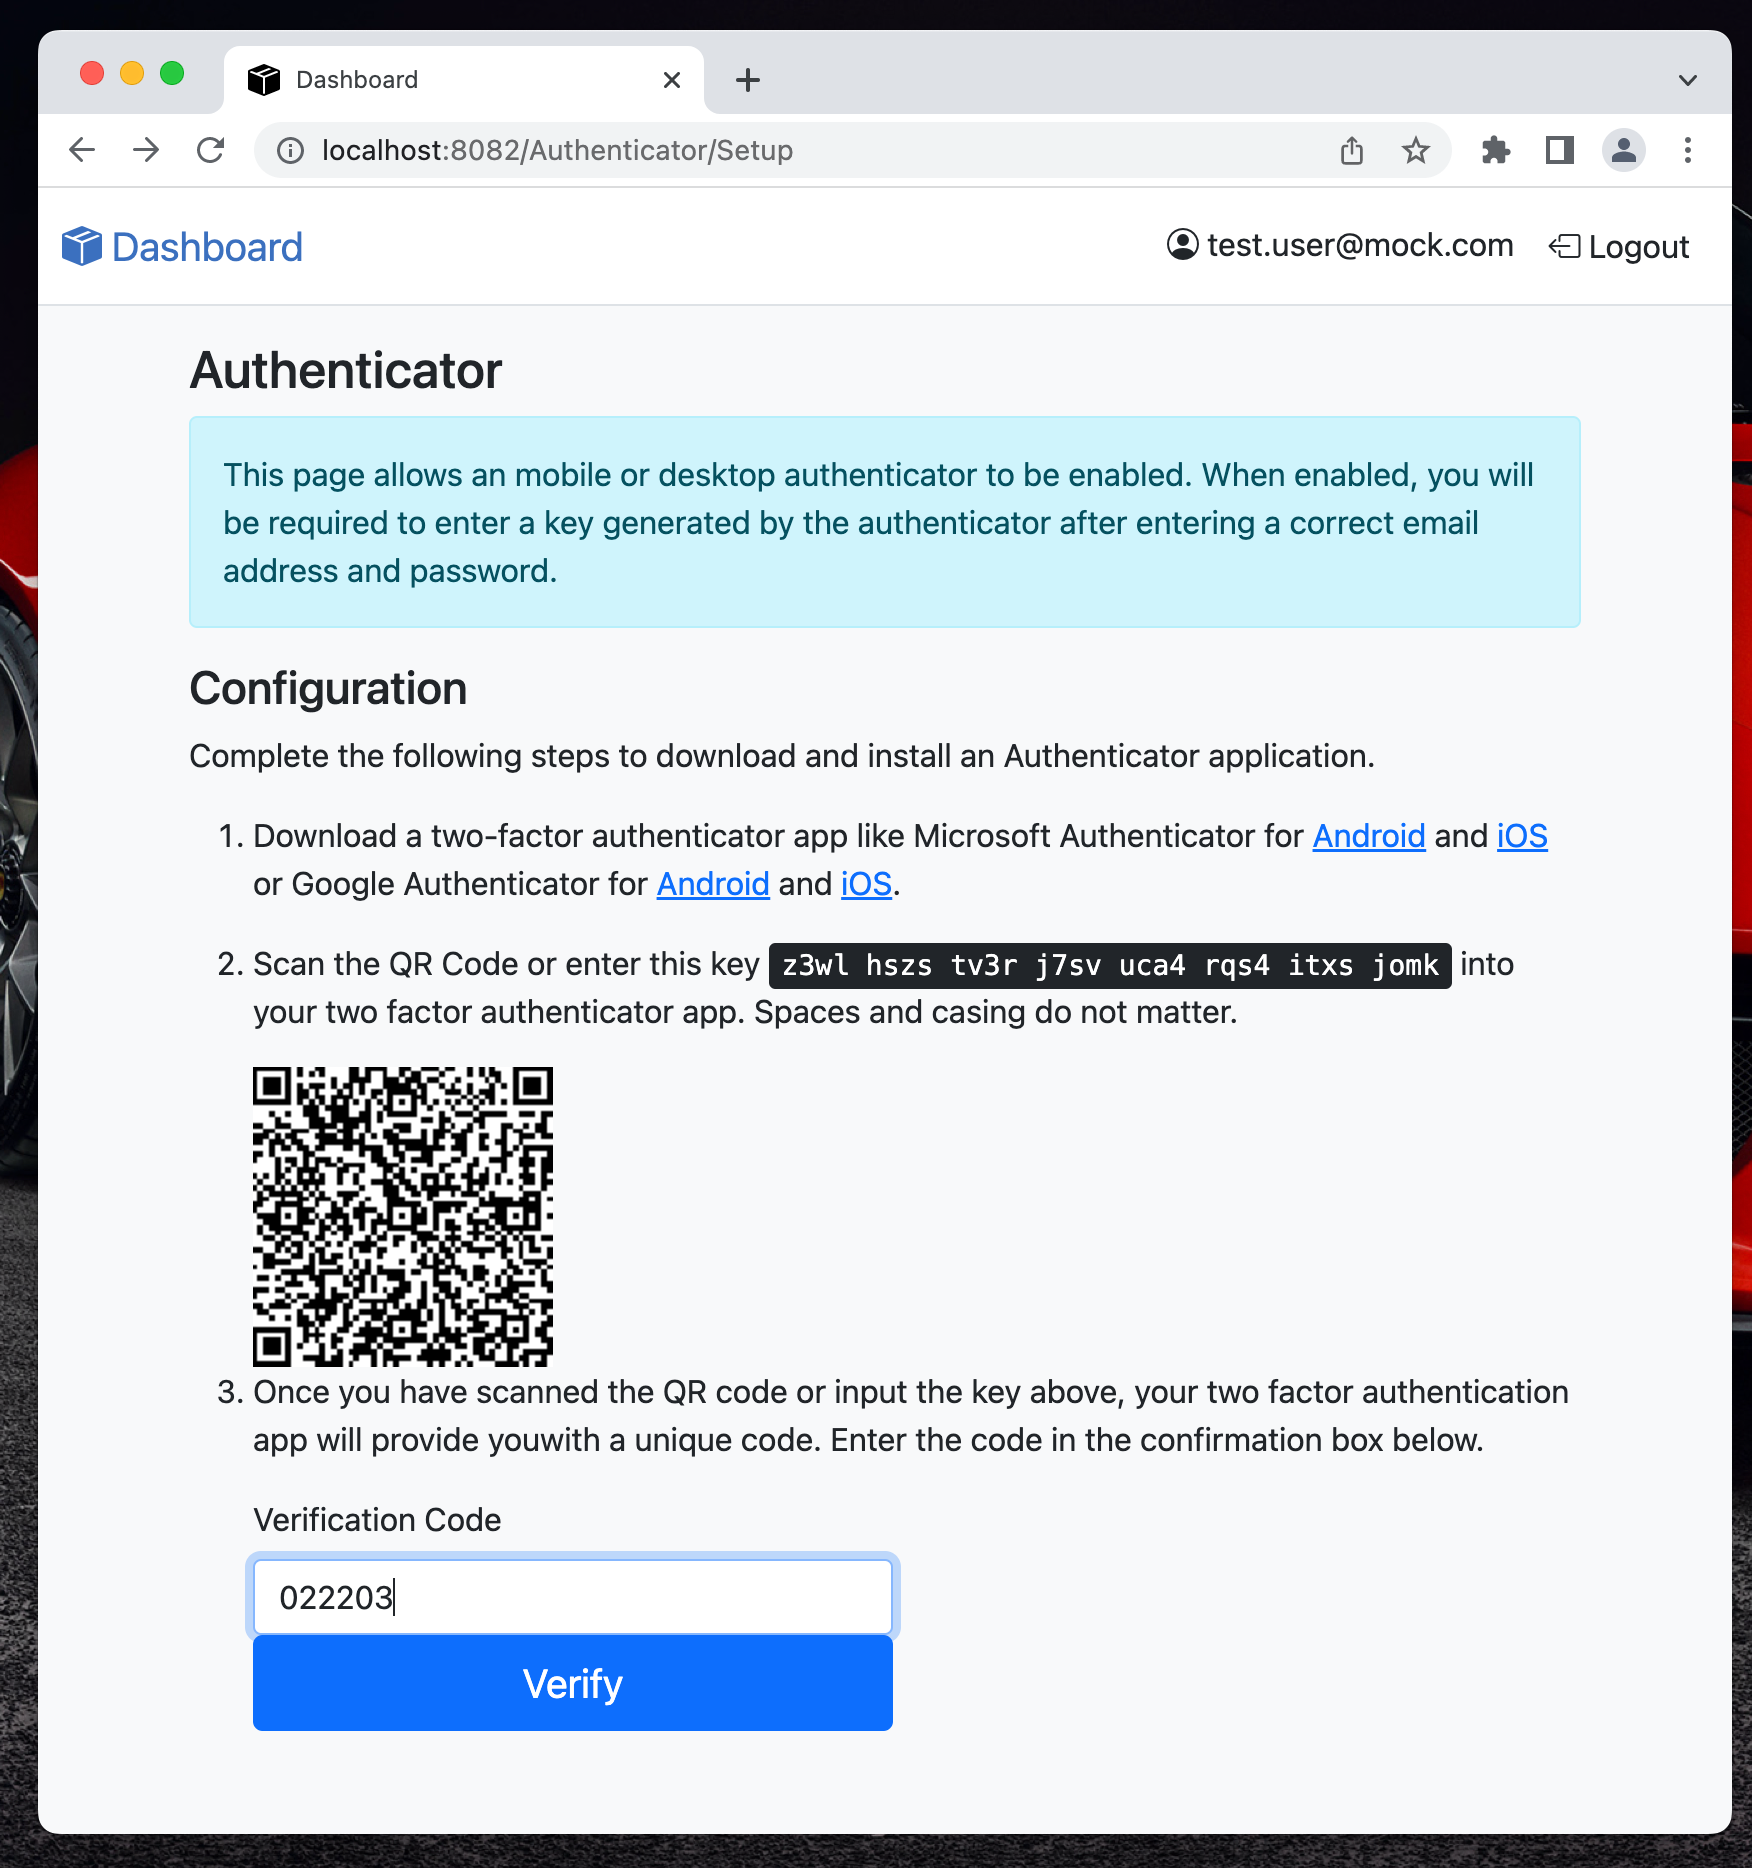 Dashboard
localhost:8082/Authenticator/Setup
Dashboard
test.user@mock.com
Logout
Authenticator
This page allows an mobile or desktop authenticator to be enabled. When enabled, you will
be required to enter a key generated by the authenticator after entering a correct email
address and password.
Configuration
Complete the following steps to download and install an Authenticator application.
1. Download a two-factor authenticator app like Microsoft Authenticator for Android and iOS
or Google Authenticator for Android and iOS.
2. Scan the QR Code or enter this key z3wl hszs tv3r j7sv uca4 rqs4 itxs jomk into
your two factor authenticator app. Spaces and casing do not matter.
3. Once you have scanned the QR code or input the key above, your two factor authentication
app will provide youwith a unique code. Enter the code in the confirmation box below.
Verification Code
022203
Verify